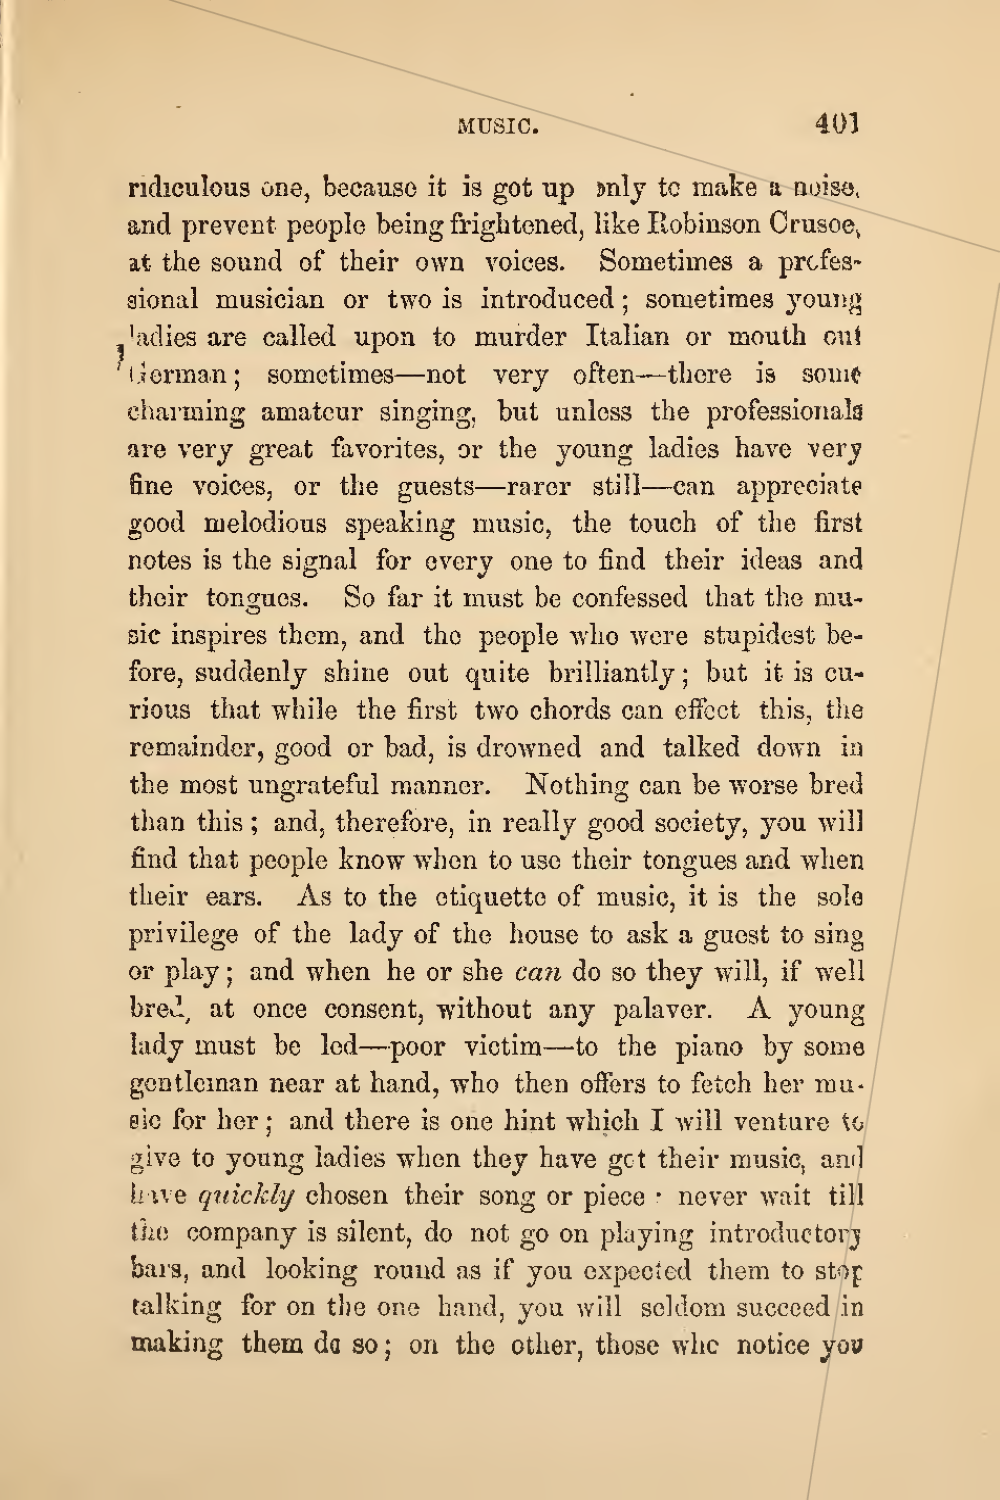 MUSIC. 401
ridiculous one, because it is got up only to make a noise,
and prevent people being frightened, like Robinson Crusoe,
at the sound of their own voices. Sometimes a profes-
sional musician or two is introduced; sometimes young
ladies are called upon to murder Italian or mouth out
German; sometimes—not very often—there is some
charming amateur singing, but unless the professionals
are very great favorites, or the young ladies have very
fine voices, or the guests—rarer still—can appreciate
good melodious speaking music, the touch of the first
notes is the signal for every one to find their ideas and
their tongues. So far it must be confessed that the mu-
sic inspires them, and the people who were stupidest be-
fore, suddenly shine out quite brilliantly; but it is cu-
rious that while the first two chords can effect this, the
remainder, good or bad, is drowned and talked down in
the most ungrateful manner. Nothing can be worse bred
than this; and, therefore, in really good society, you will
find that people know when to use their tongues and when
their ears. As to the etiquette of music, it is the sole
privilege of the lady of the house to ask a guest to sing
or play; and when he or she can do so they will, if well
bred, at once consent, without any palaver. A young
lady must be led—poor victim—to the piano by some
gentleman near at hand, who then offers to fetch her mu-
sic for her; and there is one hint which I will venture to
give to young ladies when they have got their music, and
have quickly chosen their song or piece: never wait till
the company is silent, do not go on playing introductory
bars, and looking round as if you expected them to stop
talking for on the one hand, you will seldom succeed in
making them do so; on the other, those who notice you